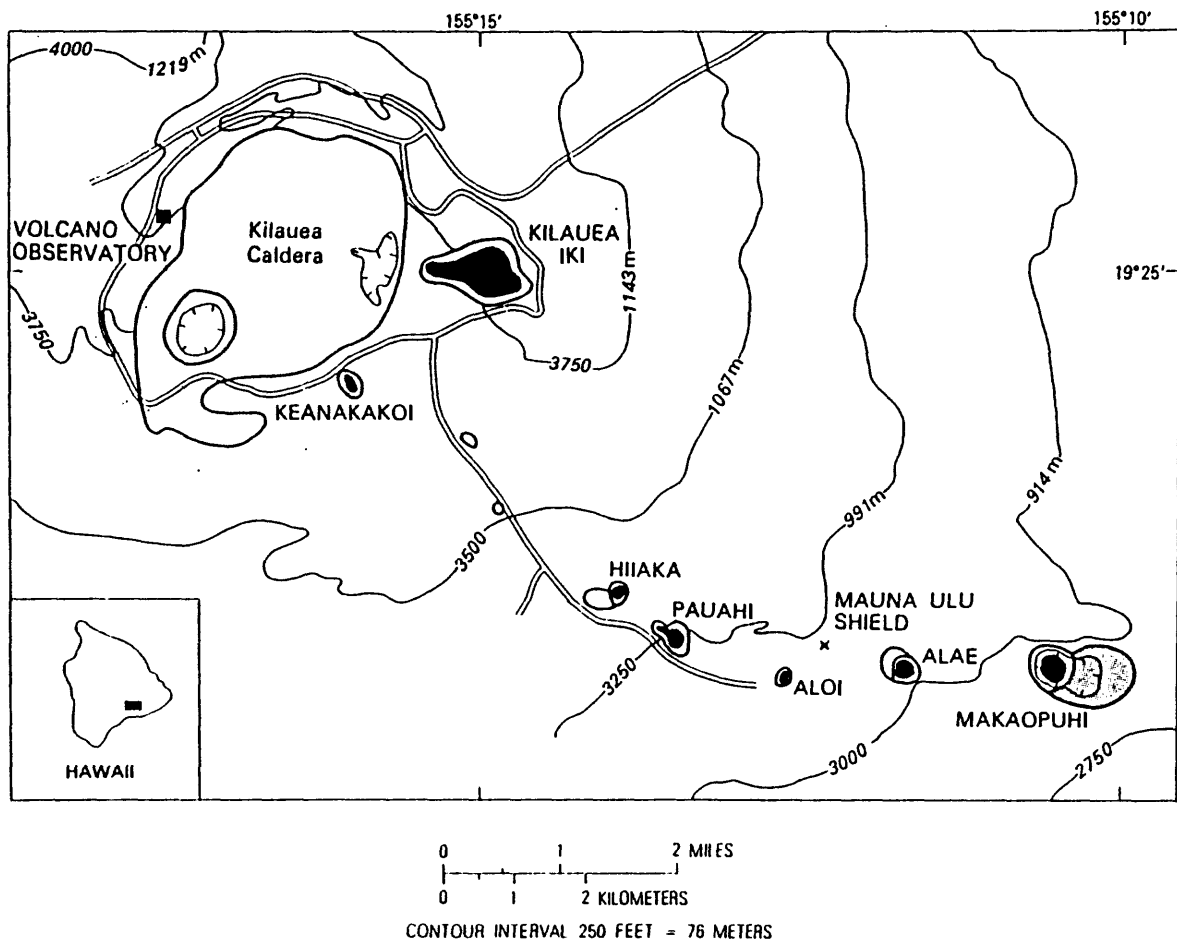 155°15′
155°10′
4000
1219m
VOLCANO
OBSERVATORY
Kilauea
Caldera
KILAUEA
IKI
1143 m
19°25′
3750
3750
1067m
KEANAKAKOI
3500
991m
914 m
HIIAKA
PAUAHI
MAUNA ULU
SHIELD
3250
ALOI
ALAE
MAKAOPUHI
3000
2750
HAWAII
0 1 2 MILES
0 1 2 KILOMETERS
CONTOUR INTERVAL 250 FEET = 76 METERS